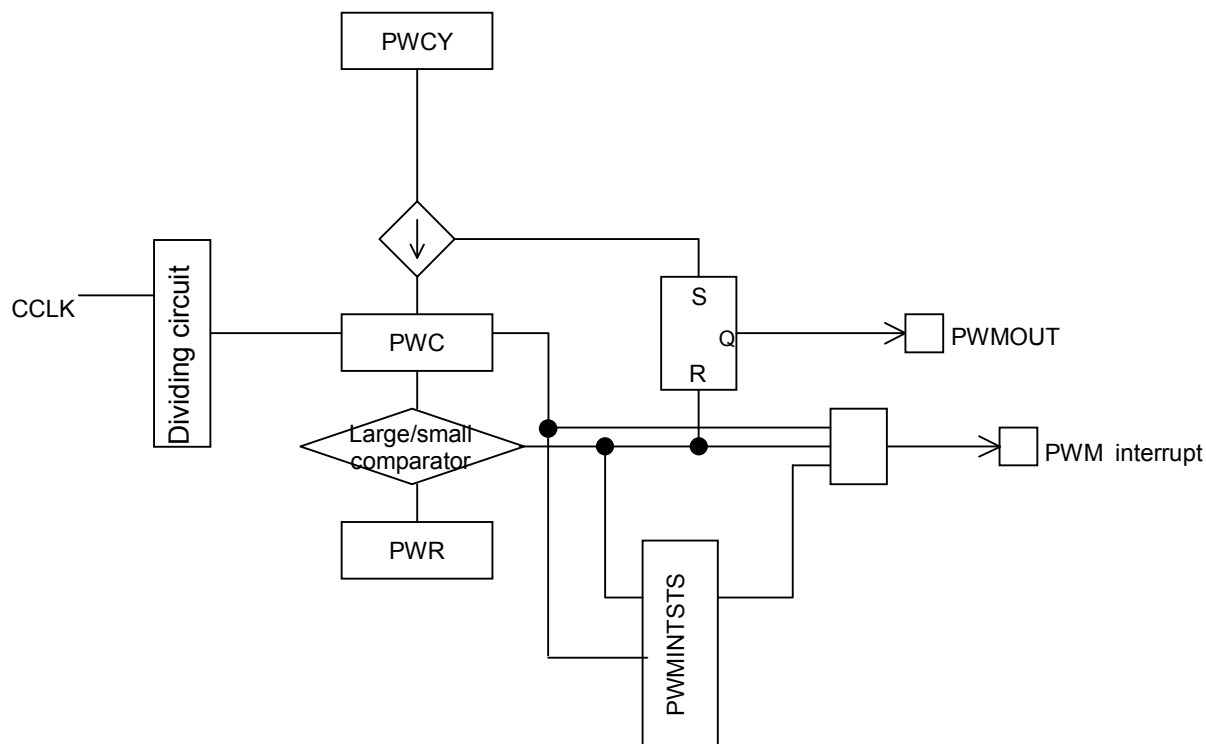 PWCY
CCLK
Dividing circuit
PWC
S
Q
R
PWMOUT
Large/small
comparator
PWM interrupt
PWR
PWMINTSTS